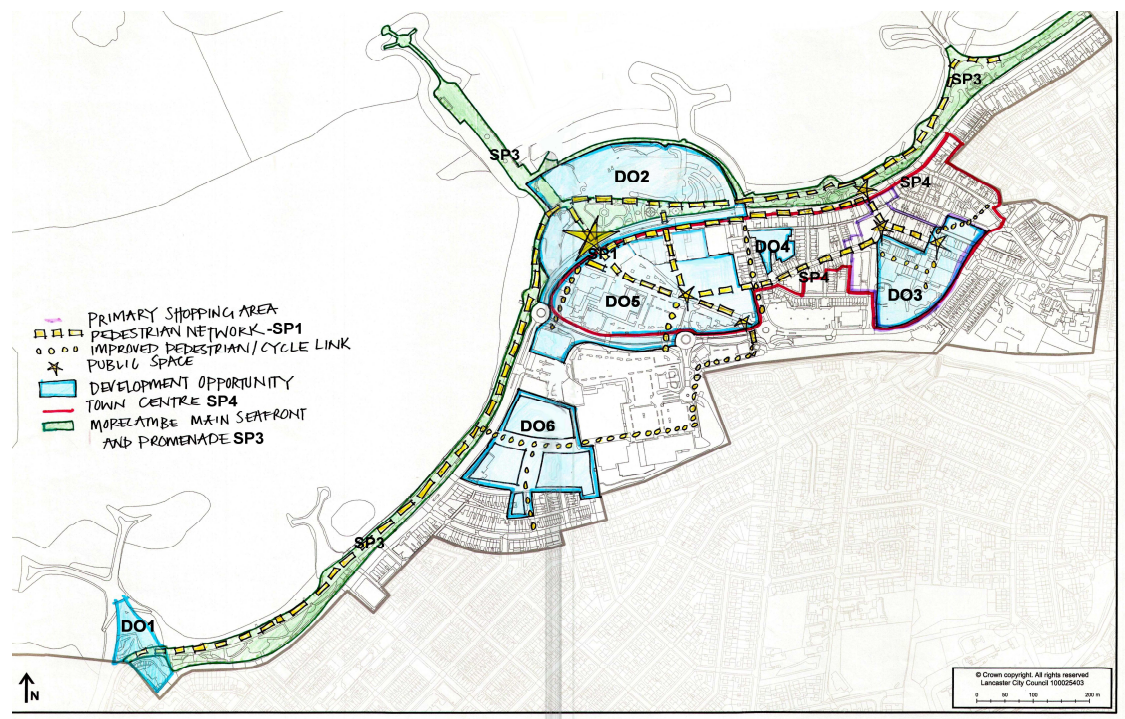 SP3
SP3
DO2
SP4
SP1
DO4
SP4
DO5
DO3
PRIMARY SHOPPING AREA
PEDESTRIAN NETWORK -SP1
IMPROVED PEDESTRIAN/CYCLE LINK
PUBLIC SPACE
DEVELOPMENT OPPORTUNITY
TOWN CENTRE SP4
MORECAMBE MAIN SEAFRONT
AND PROMENADE SP3
DO6
SP3
DO1
N
© Crown copyright. All rights reserved
Lancaster City Council 100025403
0 50 100 200 m